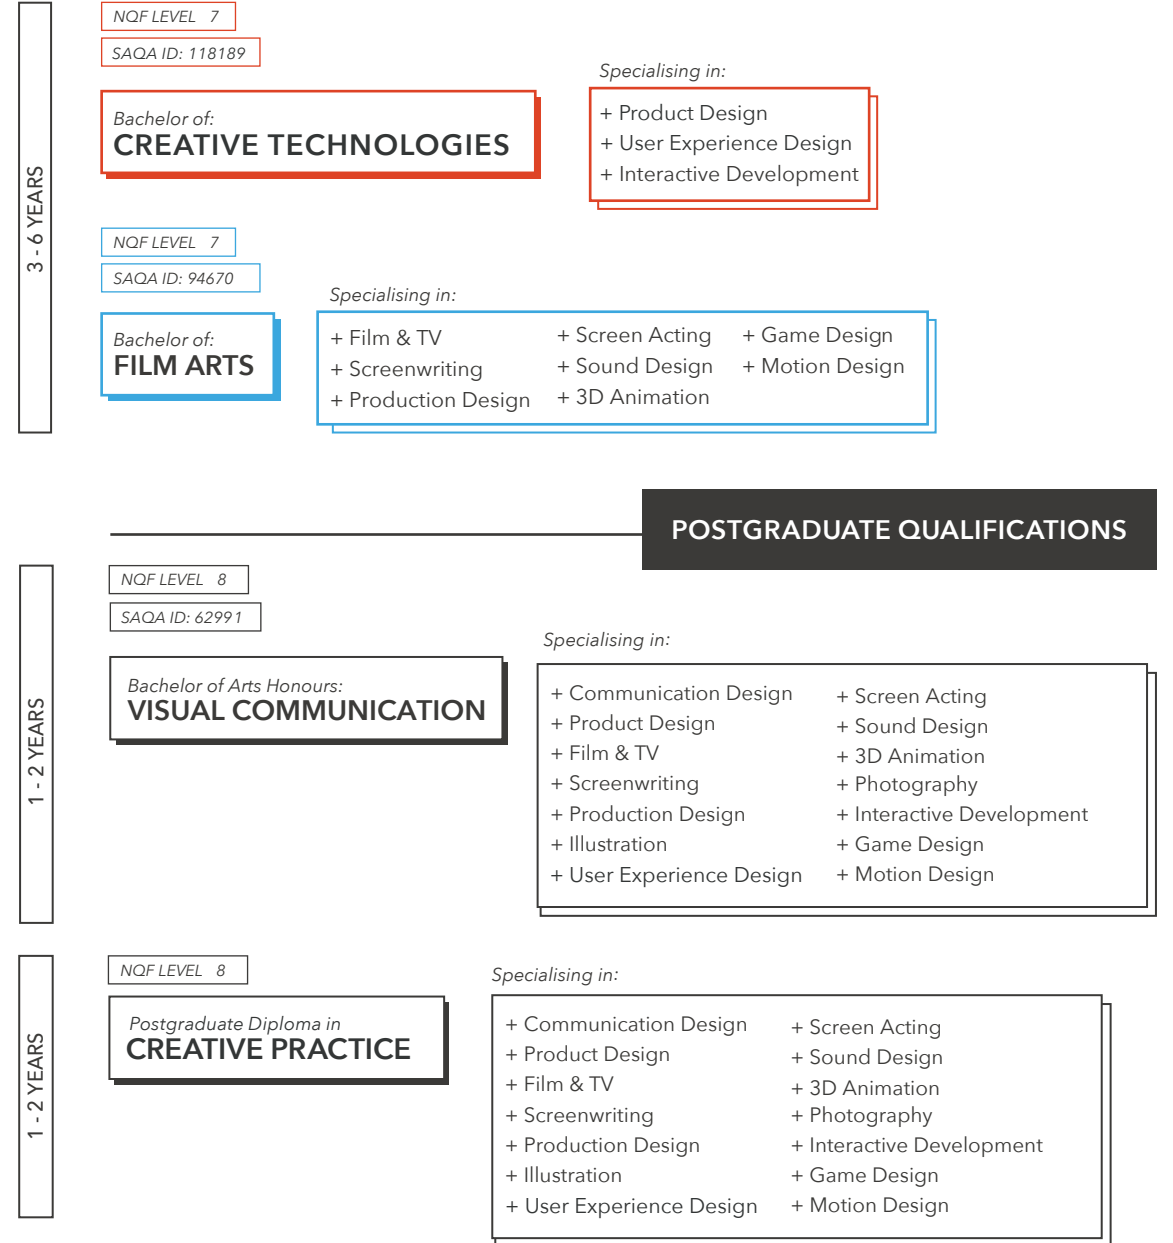 3 - 6 YEARS
NQF LEVEL 7
SAQA ID: 118189
Bachelor of:
CREATIVE TECHNOLOGIES
Specialising in:
+ Product Design
+ User Experience Design
+ Interactive Development
NQF LEVEL 7
SAQA ID: 94670
Bachelor of:
FILM ARTS
Specialising in:
+ Film & TV
+ Screenwriting
+ Production Design
+ Screen Acting
+ Sound Design
+ 3D Animation
+ Game Design
+ Motion Design
POSTGRADUATE QUALIFICATIONS
1 - 2 YEARS
NQF LEVEL 8
SAQA ID: 62991
Bachelor of Arts Honours:
VISUAL COMMUNICATION
Specialising in:
+ Communication Design
+ Product Design
+ Film & TV
+ Screenwriting
+ Production Design
+ Illustration
+ User Experience Design
+ Screen Acting
+ Sound Design
+ 3D Animation
+ Photography
+ Interactive Development
+ Game Design
+ Motion Design
1 - 2 YEARS
NQF LEVEL 8
Postgraduate Diploma in
CREATIVE PRACTICE
Specialising in:
+ Communication Design
+ Product Design
+ Film & TV
+ Screenwriting
+ Production Design
+ Illustration
+ User Experience Design
+ Screen Acting
+ Sound Design
+ 3D Animation
+ Photography
+ Interactive Development
+ Game Design
+ Motion Design